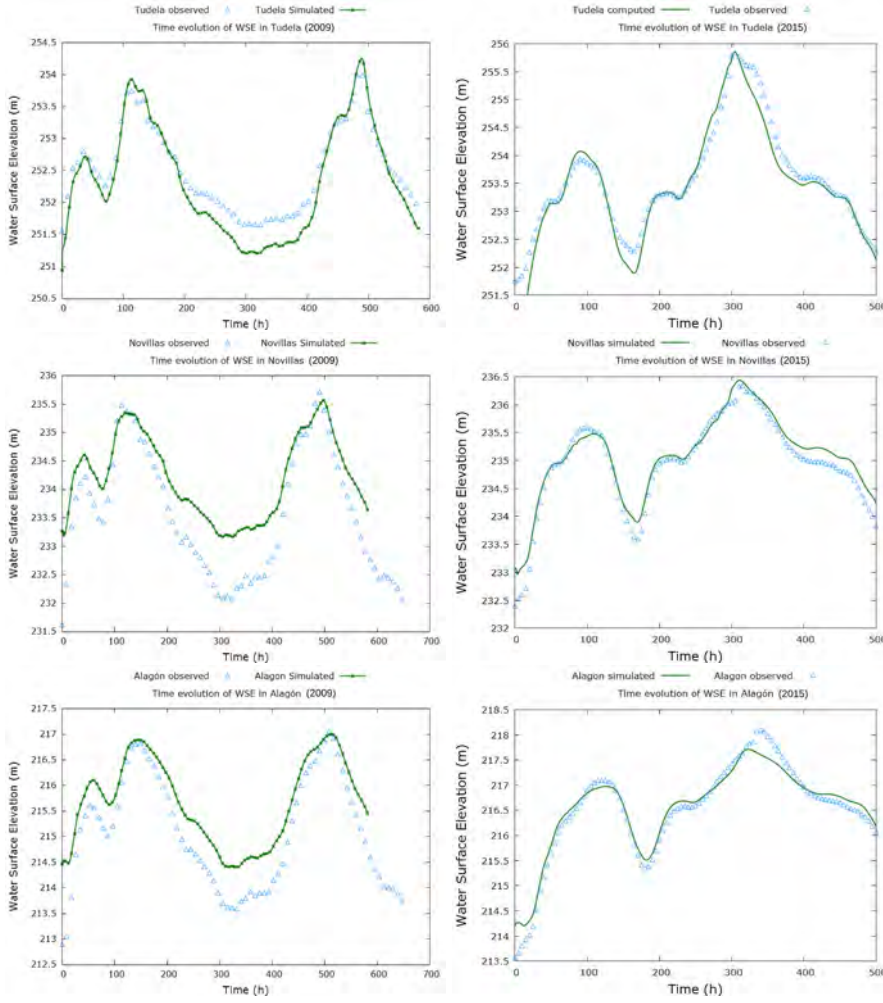 Tudela observed Tudela Simulated
Time evolution of WSE in Tudela (2009)
Water Surface Elevation (m)
254.5
254
253.5
253
252.5
252
251.5
251
250.5
0 100 200 300 400 500 600
Time (h)
Tudela computed Tudela observed
Time evolution of WSE in Tudela (2015)
Water Surface Elevation (m)
256
255.5
255
254.5
254
253.5
253
252.5
252
251.5
0 100 200 300 400 500
Time (h)
Novillas observed Novillas Simulated
Time evolution of WSE in Novillas (2009)
Water Surface Elevation (m)
236
235.5
235
234.5
234
233.5
233
232.5
232
231.5
0 100 200 300 400 500 600 700
Time (h)
Novillas simulated Novillas observed
Time evolution of WSE in Novillas (2015)
Water Surface Elevation (m)
236.5
236
235.5
235
234.5
234
233.5
233
232.5
232
0 100 200 300 400 500
Time (h)
Alagón observed Alagon Simulated
Time evolution of WSE in Alagón (2009)
Water Surface Elevation (m)
217.5
217
216.5
216
215.5
215
214.5
214
213.5
213
212.5
0 100 200 300 400 500 600 700
Time (h)
Alagon simulated Alagon observed
Time evolution of WSE in Alagón (2015)
Water Surface Elevation (m)
218.5
218
217.5
217
216.5
216
215.5
215
214.5
214
213.5
0 100 200 300 400 500
Time (h)